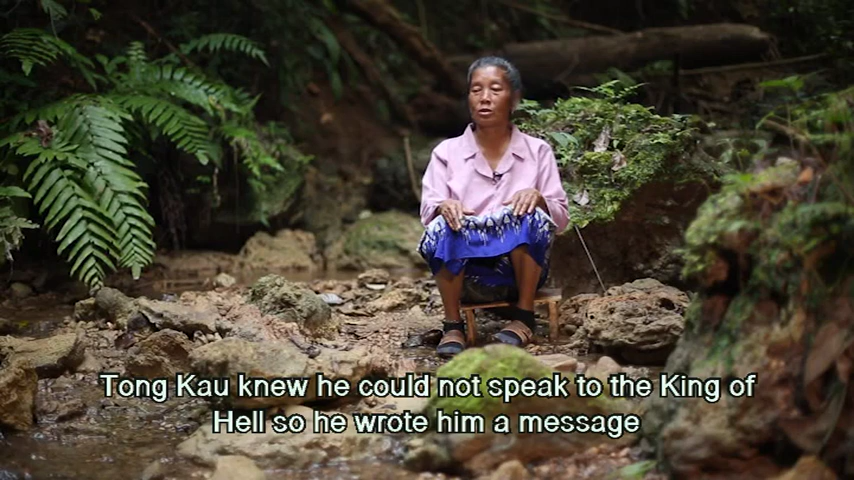 Tong Kau knew he could not speak to the King of
Hell so he wrote him a message